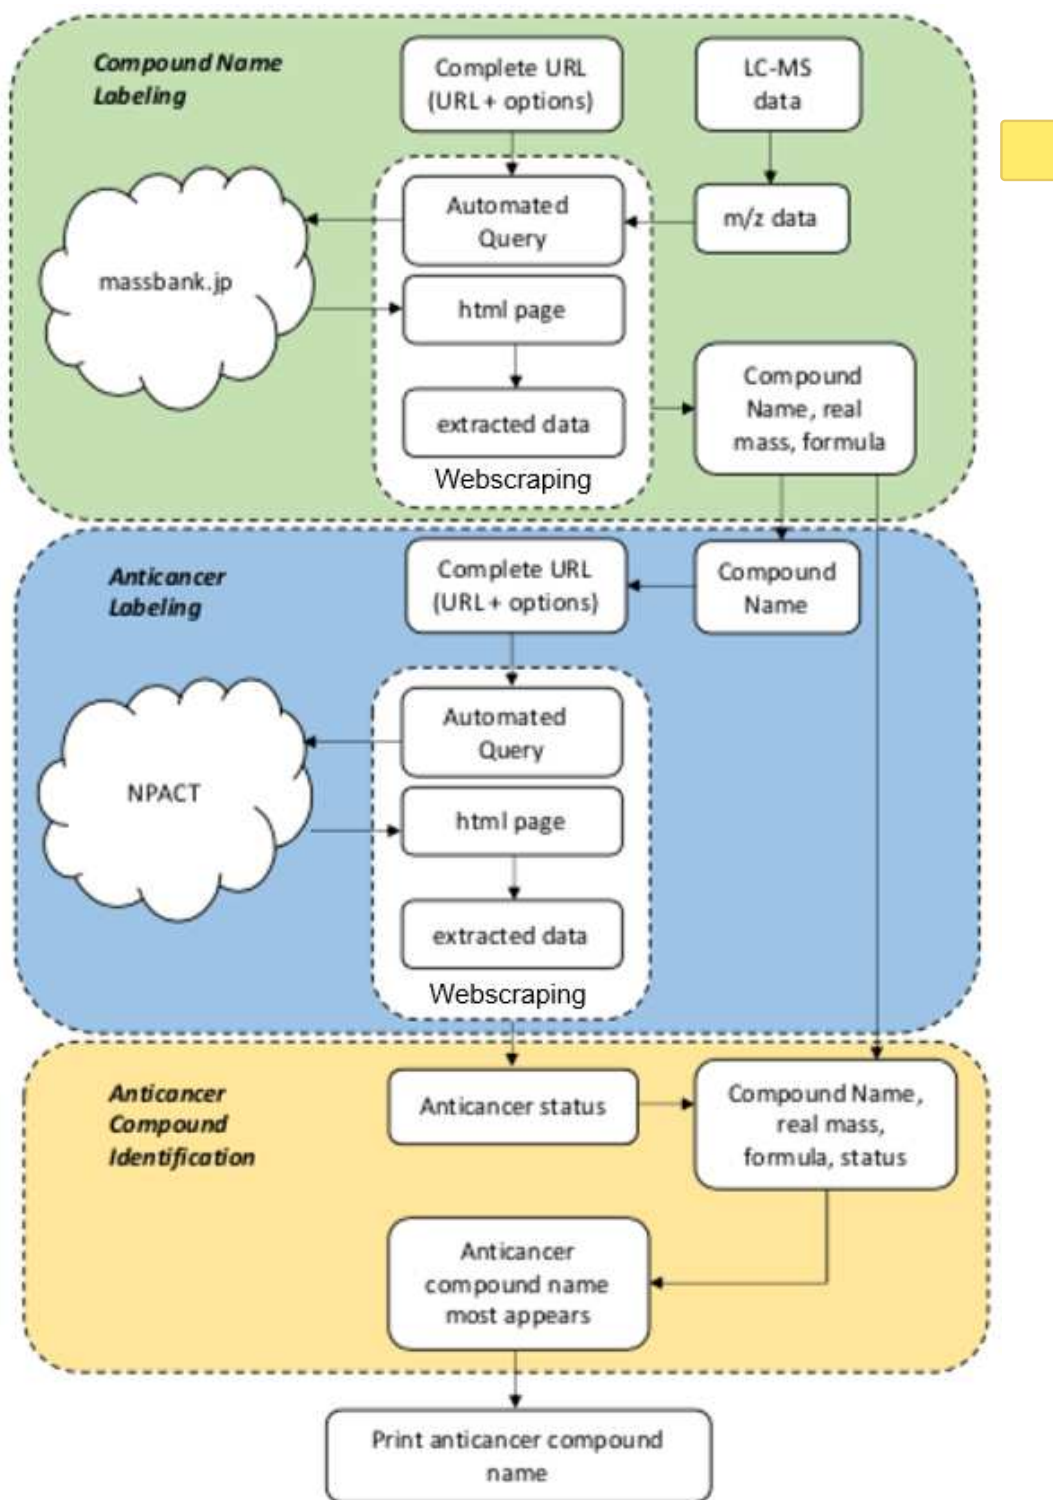 Compound Name
Labeling
Complete URL
(URL + options)
LC-MS
data
Automated
Query
m/z data
massbank.jp
html page
Compound
Name, real
mass, formula
extracted data
Webscraping
Anticancer
Labeling
Complete URL
(URL + options)
Compound
Name
Automated
Query
NPACT
html page
extracted data
Webscraping
Anticancer
Compound
Identification
Anticancer status
Compound Name,
real mass,
formula, status
Anticancer
compound name
most appears
Print anticancer compound
name